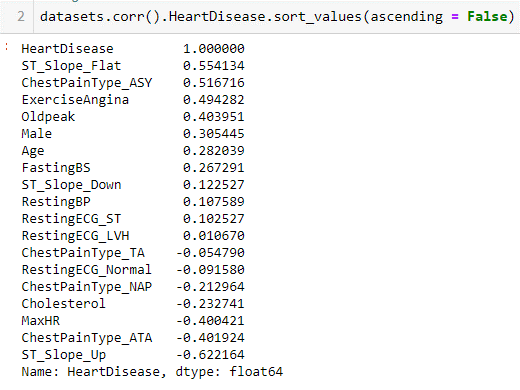 2 datasets.corr().HeartDisease.sort_values(ascending = False)
: HeartDisease 1.000000
ST_Slope_Flat 0.554134
ChestPainType_ASY 0.516716
ExerciseAngina 0.494282
Oldpeak 0.403951
Male 0.305445
Age 0.282039
FastingBS 0.267291
ST_Slope_Down 0.122527
RestingBP 0.107589
RestingECG_ST 0.102527
RestingECG_LVH 0.010670
ChestPainType_TA -0.054790
RestingECG_Normal -0.091580
ChestPainType_NAP -0.212964
Cholesterol -0.232741
MaxHR -0.400421
ChestPainType_ATA -0.401924
ST_Slope_Up -0.622164
Name: HeartDisease, dtype: float64